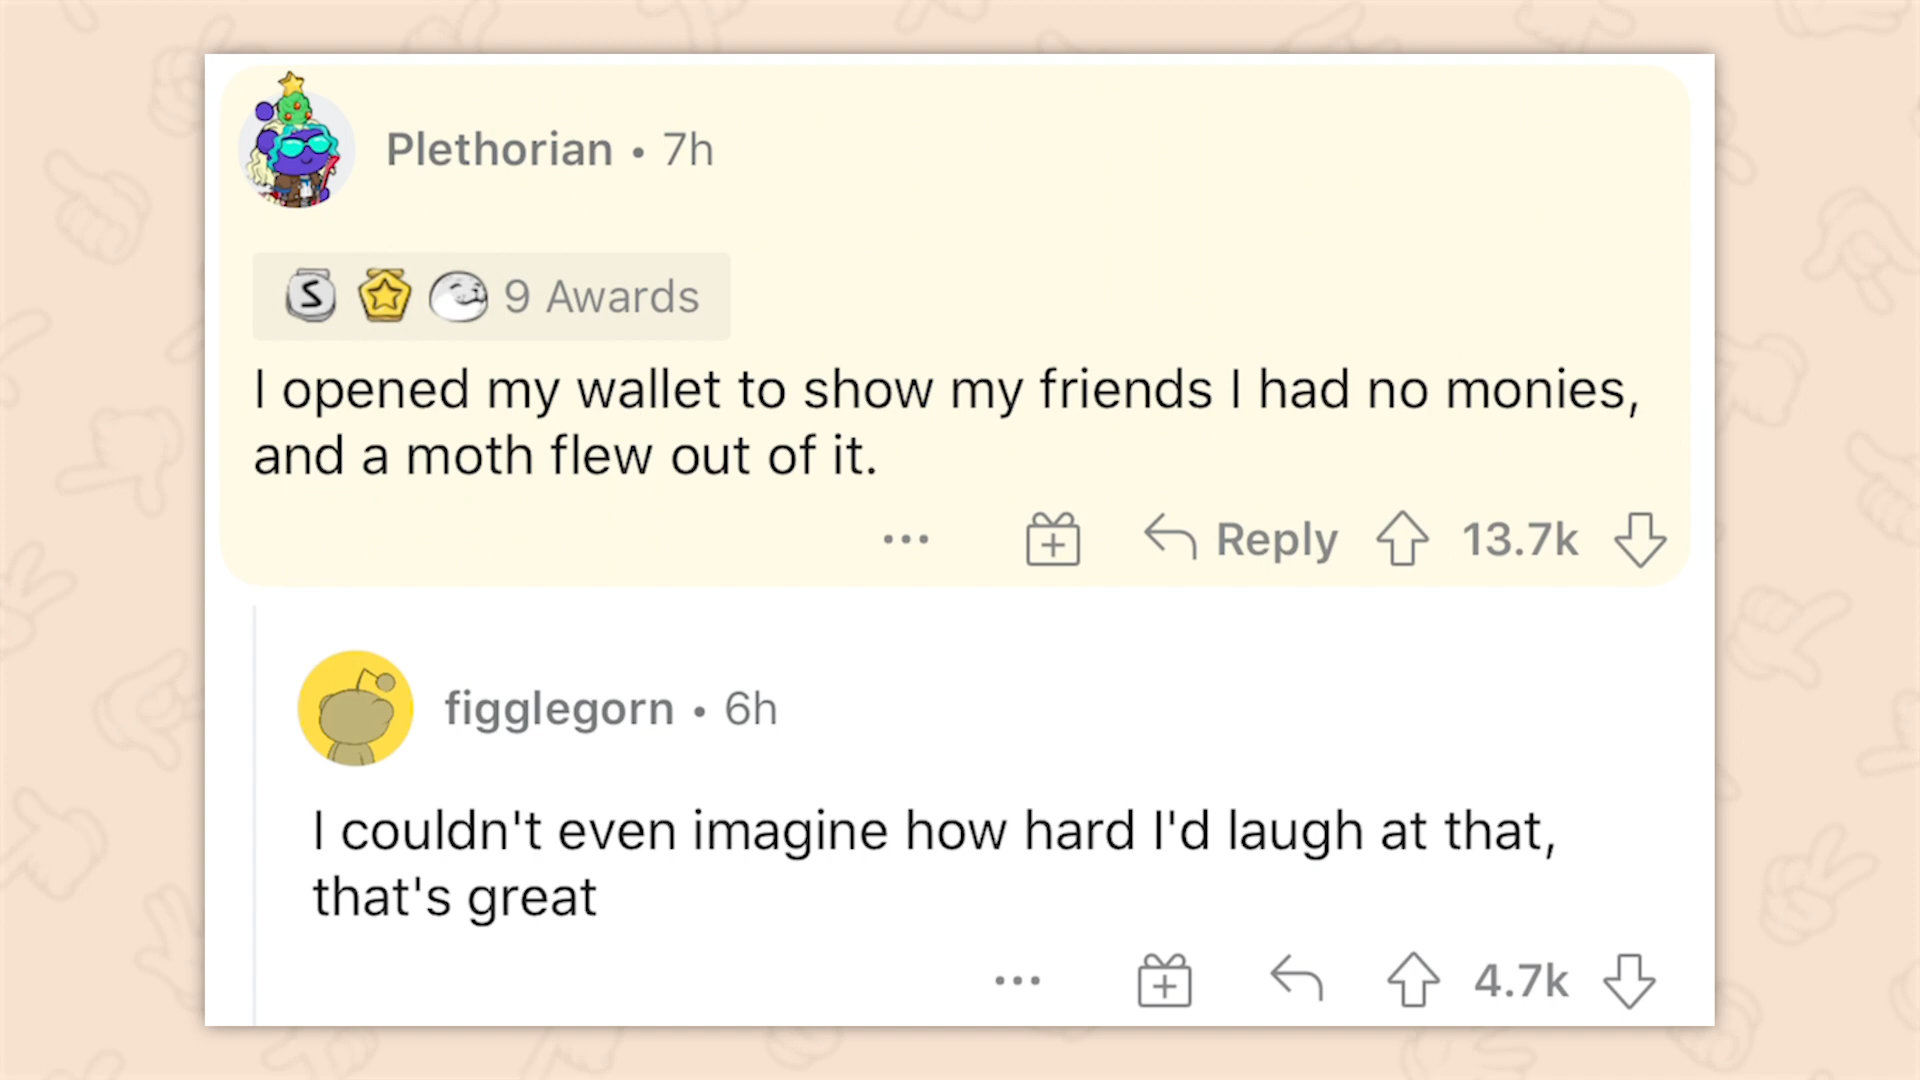 Plethorian • 7h
S 9 Awards
I opened my wallet to show my friends I had no monies,
and a moth flew out of it.
... Reply 13.7k
figglegorn • 6h
I couldn't even imagine how hard I'd laugh at that,
that's great
... 4.7k